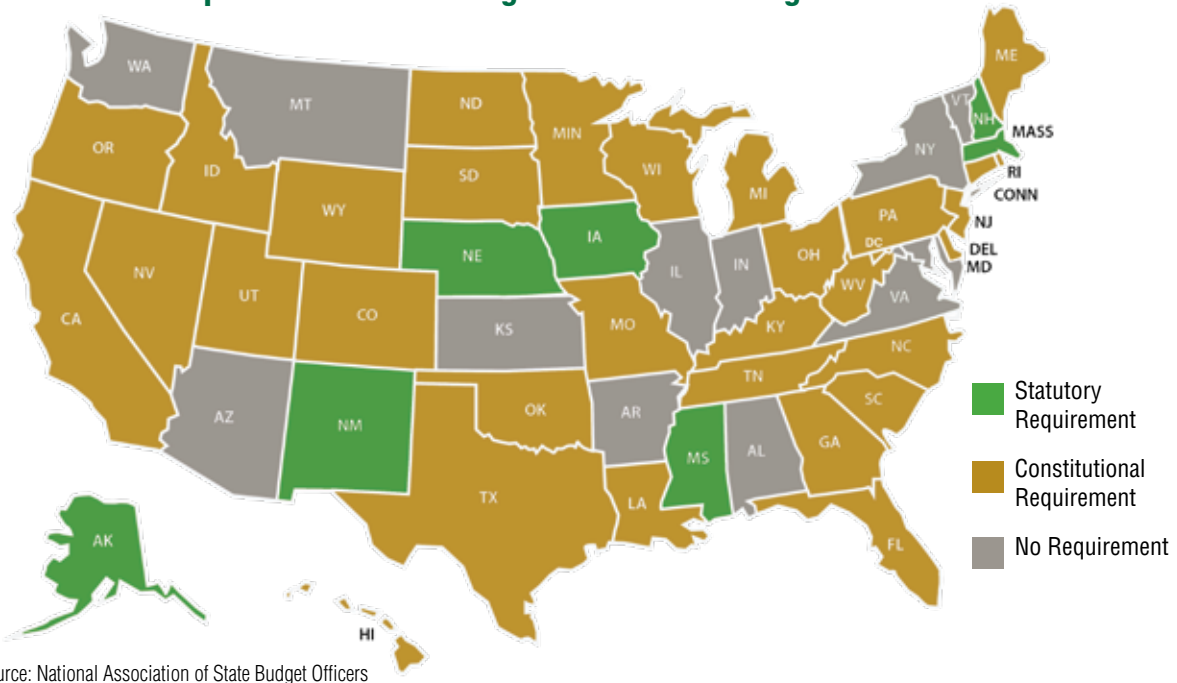 WA
MT
ND
MIN
ME
VT
NH
MASS
OR
ID
SD
WI
MI
NY
RI
CONN
WY
NE
IA
PA
NJ
DC
DEL
MD
NV
UT
CO
KS
IL
IN
OH
WV
VA
CA
MO
KY
NC
TN
AZ
NM
OK
AR
SC
MS
AL
GA
TX
LA
FL
AK
HI
Statutory
Requirement
Constitutional
Requirement
No Requirement
urce: National Association of State Budget Officers